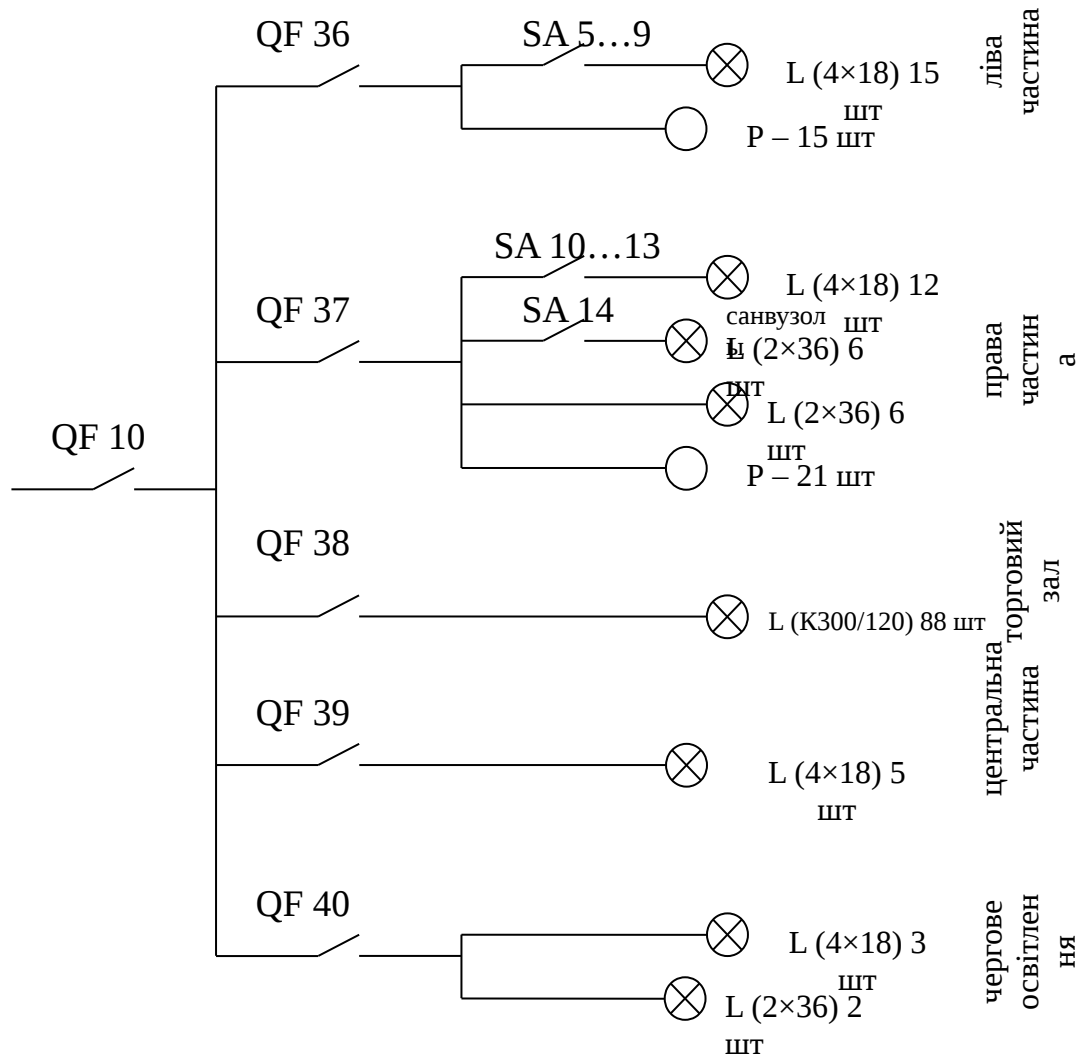 QF 36
SA 5…9
L (4×18) 15
шт
Р – 15 шт
ліва
частина
SA 10…13
L (4×18) 12
шт
QF 37
SA 14
санвузол
ы
L (2×36) 6
шт
L (2×36) 6
шт
Р – 21 шт
права
частин
а
QF 10
QF 38
L (К300/120) 88 шт
торговий
зал
QF 39
L (4×18) 5
шт
центральна
частина
QF 40
L (4×18) 3
шт
L (2×36) 2
шт
чергове
освітлен
ня